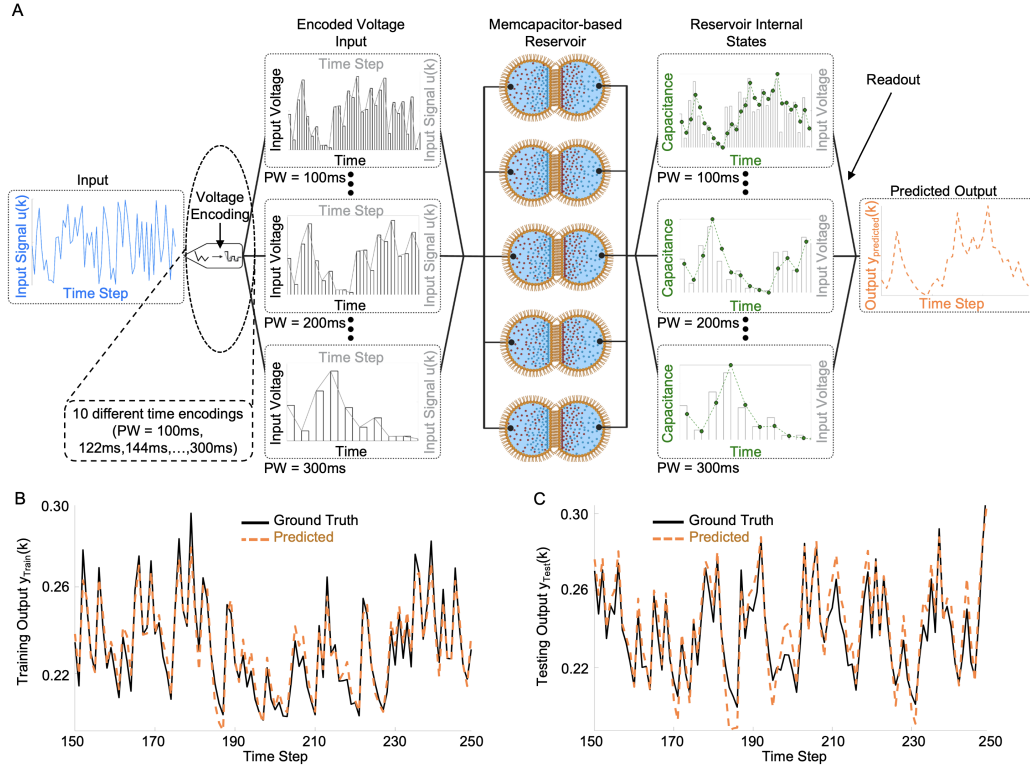 A
Encoded Voltage
Input
Memcapacitor-based
Reservoir
Reservoir Internal
States
Readout
Time Step
Input Voltage
Input Signal u(k)
Time
PW = 100ms
Capacitance
Input Voltage
Time
PW = 100ms
Input
Input Signal u(k)
Time Step
Voltage
Encoding
Time Step
Input Voltage
Input Signal u(k)
Time
PW = 200ms
Capacitance
Input Voltage
Time
PW = 200ms
Predicted Output
Output ypredicted(k)
Time Step
10 different time encodings
(PW = 100ms,
122ms,144ms,...,300ms)
Time Step
Input Voltage
Input Signal u(k)
Time
PW = 300ms
Capacitance
Input Voltage
Time
PW = 300ms
B
Training Output yTrain(k)
0.30
0.26
0.22
Ground Truth
Predicted
150
170
190
210
230
250
Time Step
C
Testing Output yTest(k)
0.30
0.26
0.22
Ground Truth
Predicted
150
170
190
210
230
250
Time Step